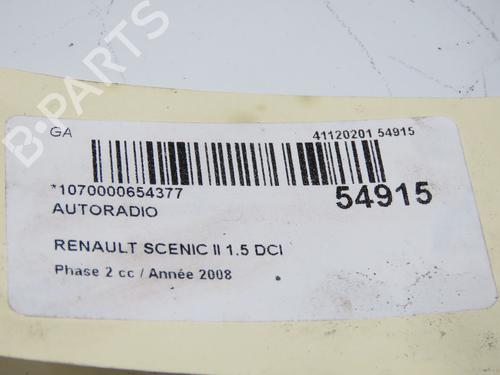 GA
41120201 54915
*1070000654377
54915
AUTORADIO
RENAULT SCENIC II 1.5 DCI
Phase 2 cc / Année 2008
B-PARTS